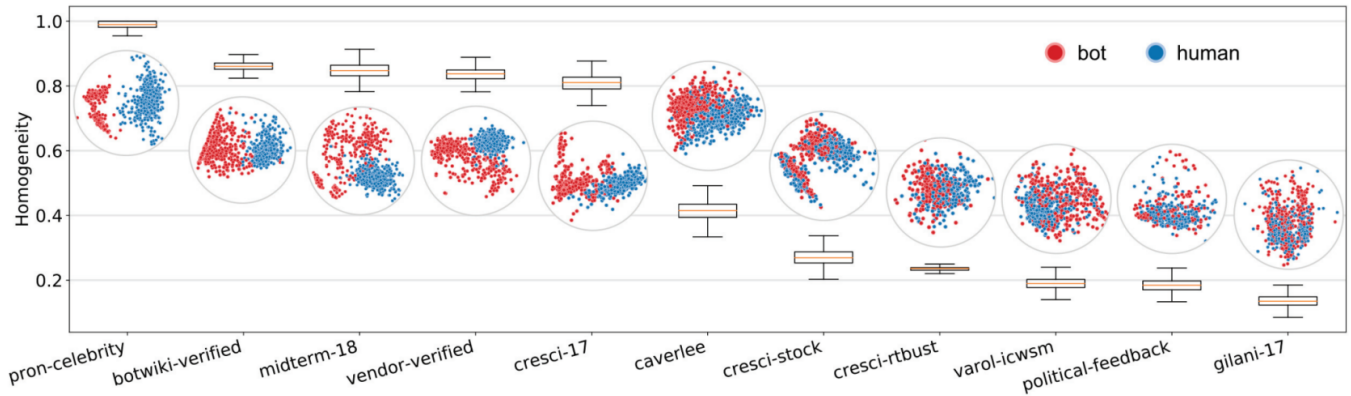 Homogeneity
1.0
0.8
0.6
0.4
0.2
bot
human
pron-celebrity
botwiki-verified
midterm-18
vendor-verified
cresci-17
caverlee
cresci-stock
cresci-rtbust
varol-icwsm
political-feedback
gilani-17